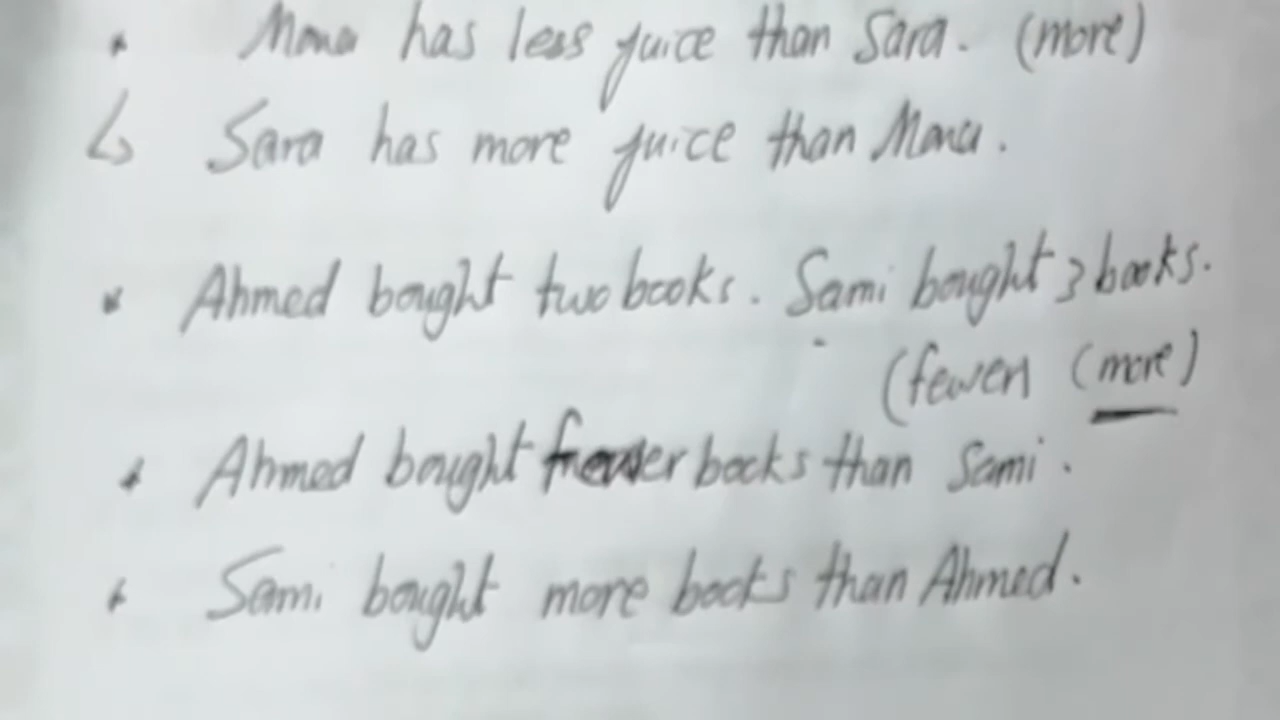 * Mona has less juice than Sara. (more)
↳ Sara has more juice than Mona.
* Ahmed bought two books. Sami bought 3 books.
(fewer (more)
* Ahmed bought fewer books than Sami.
* Sami bought more books than Ahmed.